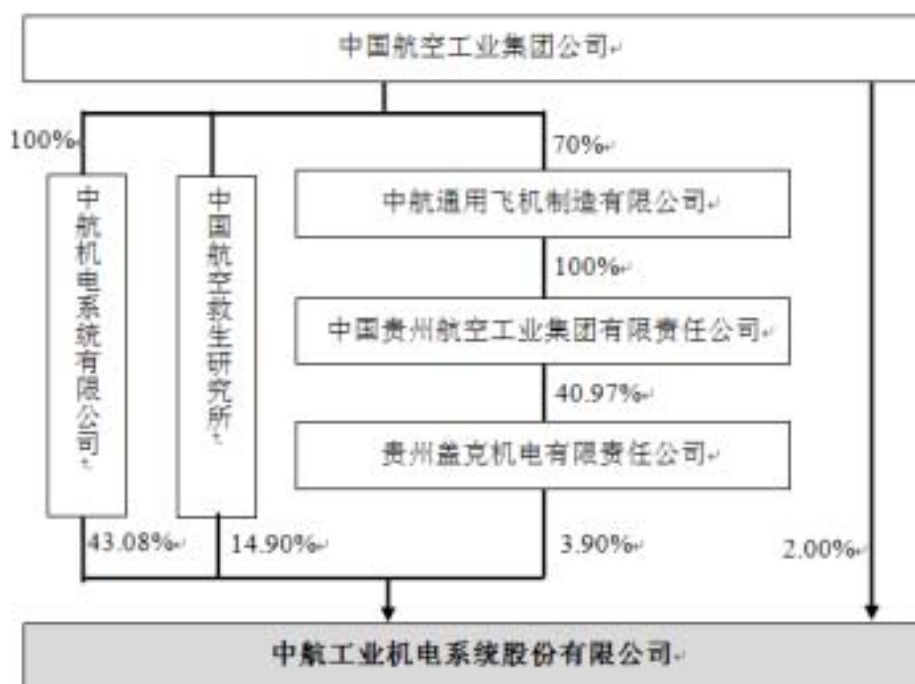 中国航空工业集团公司
100%
70%
中航机电系统有限公司
中国航空救生研究所
中航通用飞机制造有限公司
100%
中国贵州航空工业集团有限责任公司
40.97%
贵州盖克机电有限责任公司
43.08%
14.90%
3.90%
2.00%
中航工业机电系统股份有限公司